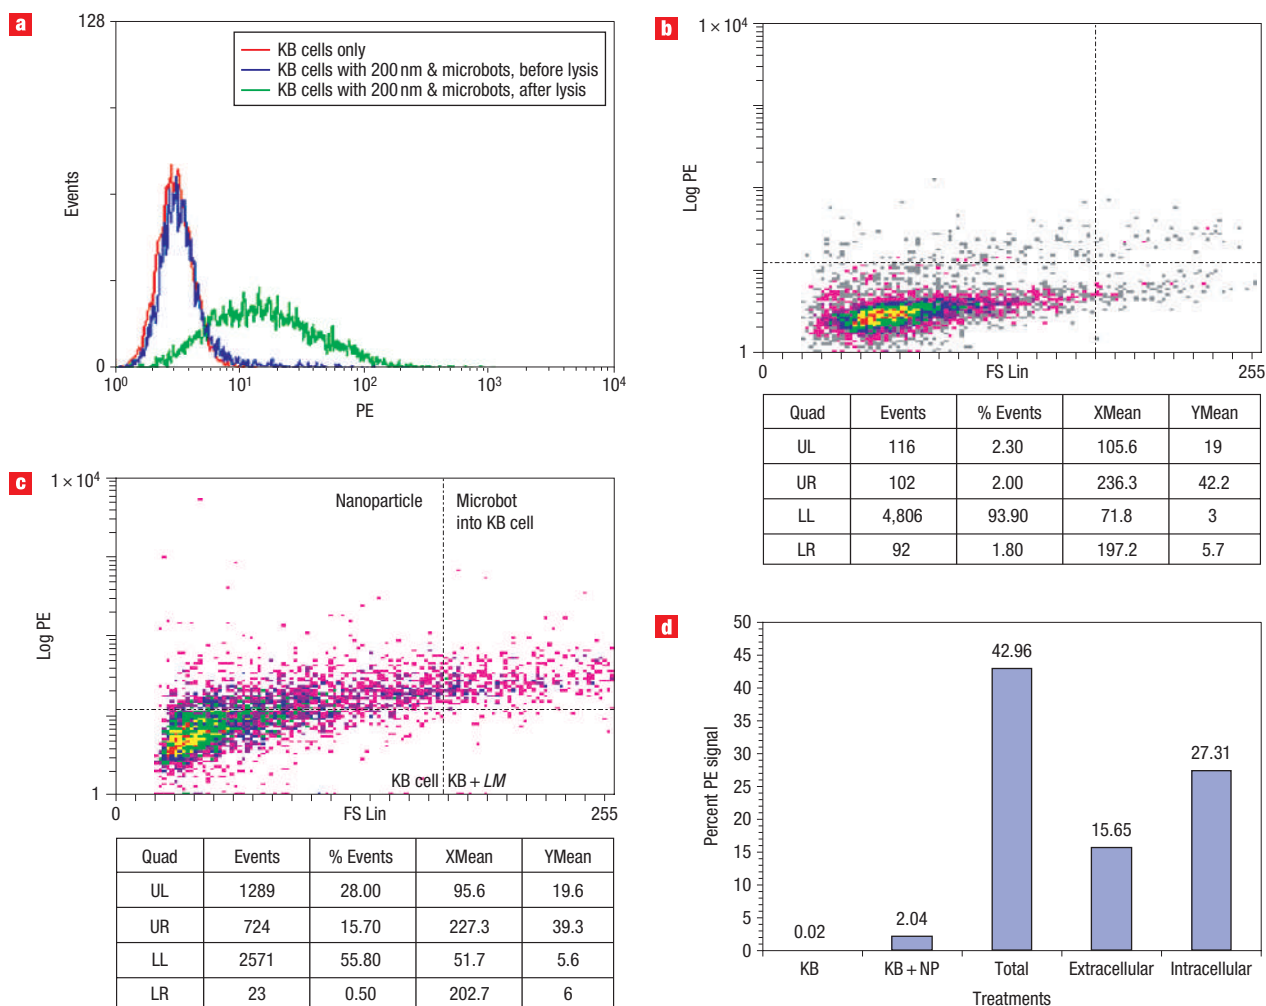 a
128
KB cells only
KB cells with 200 nm & microbots, before lysis
KB cells with 200 nm & microbots, after lysis
Events
0
10⁰
10¹
10²
10³
10⁴
PE
b
1 × 10⁴
Log PE
1
0
FS Lin
255
Quad Events % Events XMean YMean
UL 116 2.30 105.6 19
UR 102 2.00 236.3 42.2
LL 4,806 93.90 71.8 3
LR 92 1.80 197.2 5.7
c
1 × 10⁴
Nanoparticle
Microbot
into KB cell
Log PE
KB cell
KB + LM
1
0
FS Lin
255
Quad Events % Events XMean YMean
UL 1289 28.00 95.6 19.6
UR 724 15.70 227.3 39.3
LL 2571 55.80 51.7 5.6
LR 23 0.50 202.7 6
d
50
45
40
35
30
25
20
15
10
5
0
Percent PE signal
0.02
2.04
42.96
15.65
27.31
KB
KB + NP
Total
Extracellular
Intracellular
Treatments